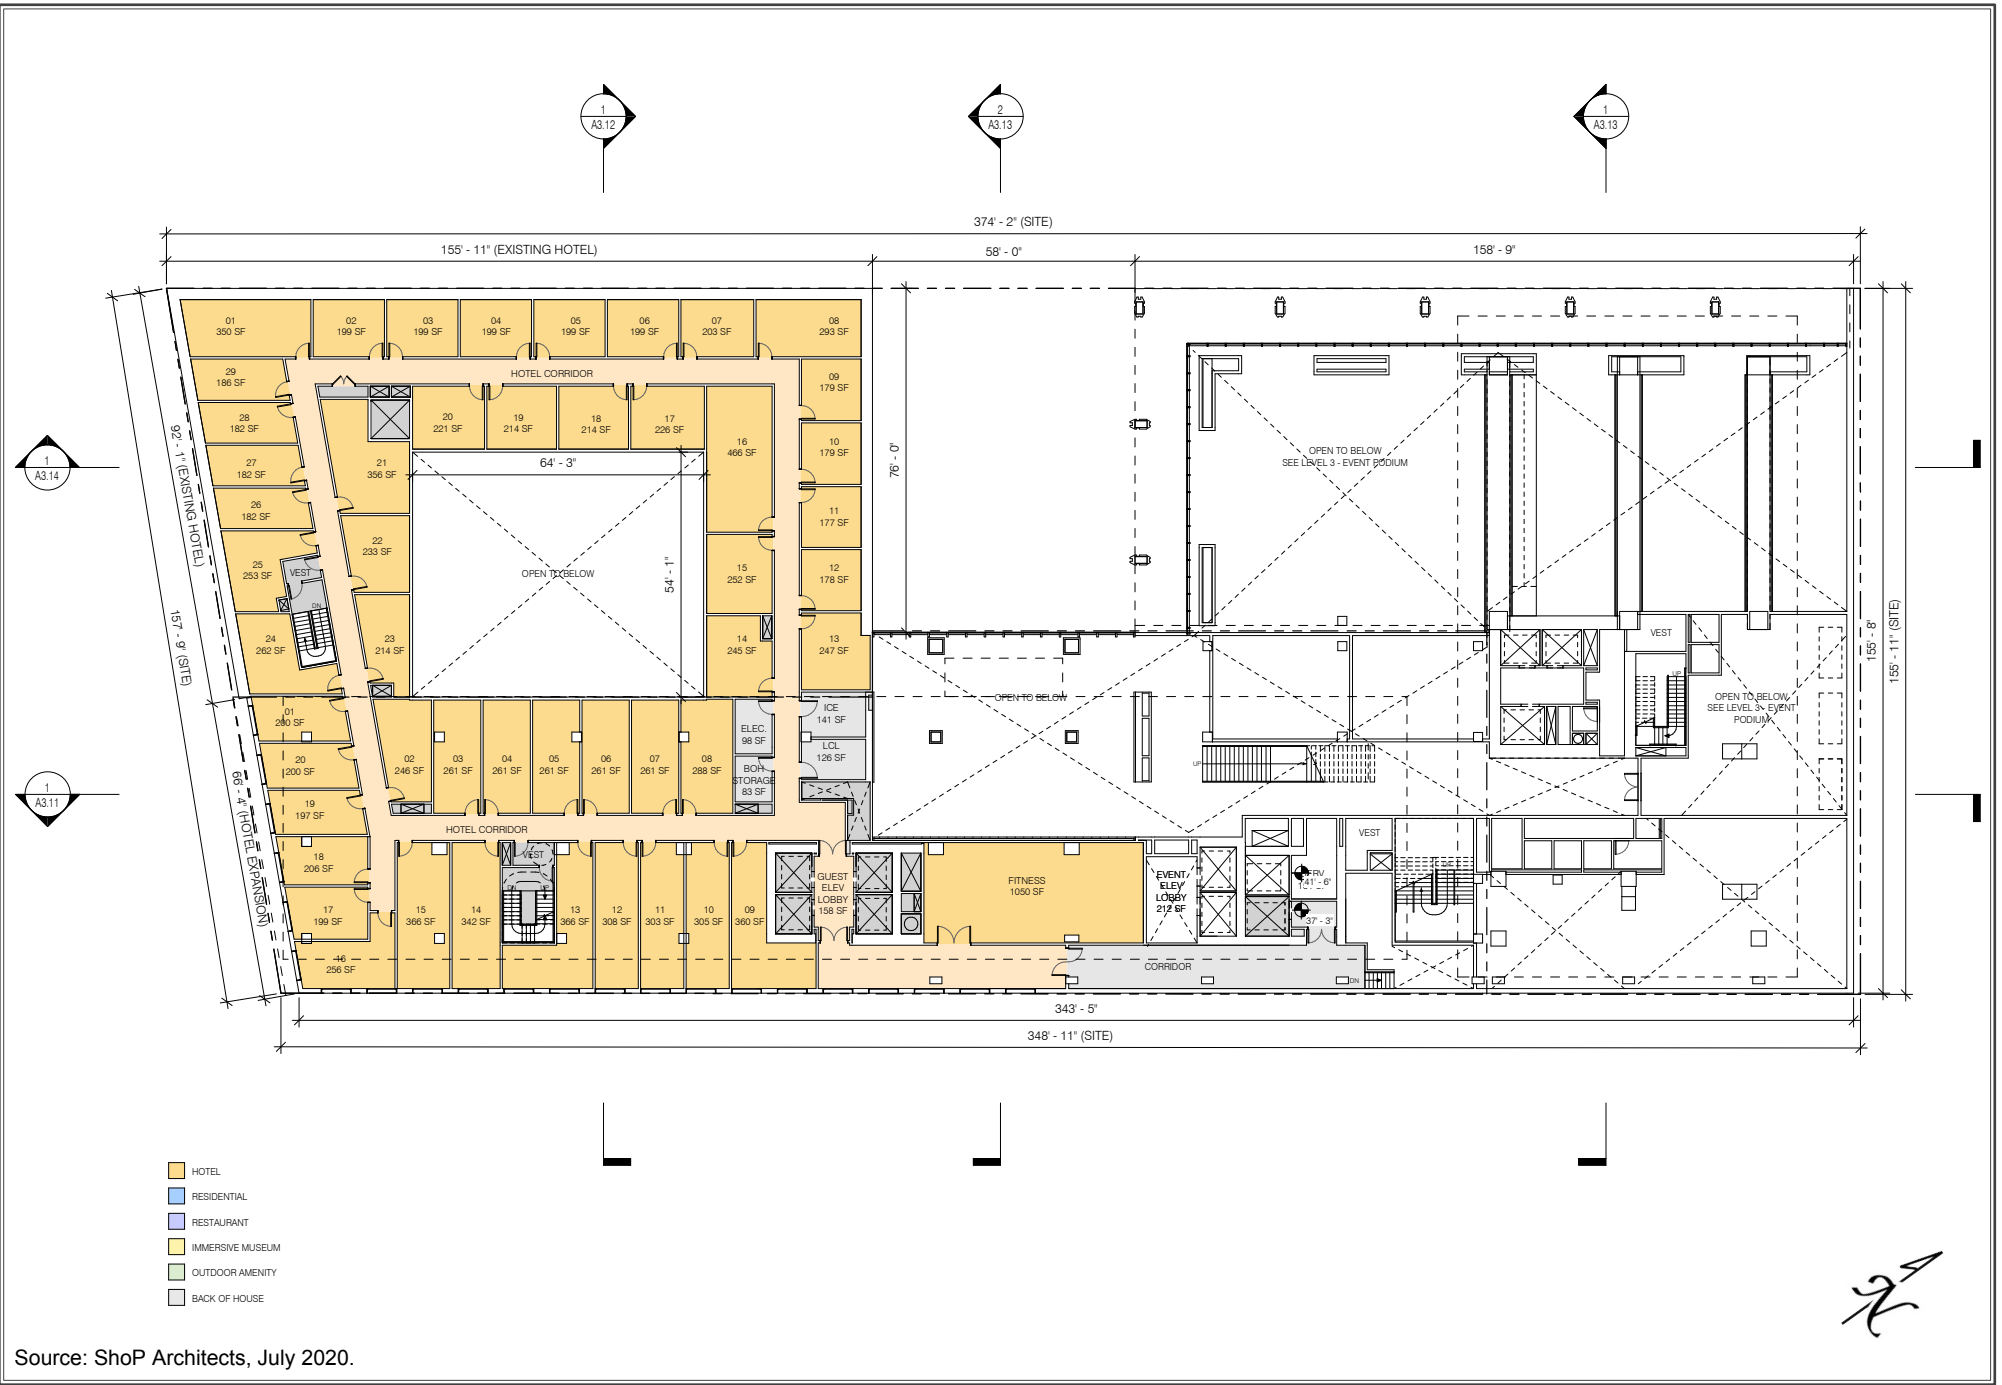 1
A3.12
2
A3.13
1
A3.13
374' - 2" (SITE)
155' - 11" (EXISTING HOTEL)
58' - 0"
158' - 9"
01
350 SF
02
199 SF
03
199 SF
04
199 SF
05
199 SF
06
199 SF
07
203 SF
08
293 SF
HOTEL CORRIDOR
29
186 SF
28
182 SF
27
182 SF
26
182 SF
25
253 SF
24
262 SF
VEST
DN
20
221 SF
19
214 SF
18
214 SF
17
226 SF
16
466 SF
21
356 SF
22
233 SF
23
214 SF
15
252 SF
14
245 SF
09
179 SF
10
179 SF
11
177 SF
12
178 SF
13
247 SF
64' - 3"
54' - 1"
OPEN TO BELOW
76' - 0"
OPEN TO BELOW
SEE LEVEL 3 - EVENT PODIUM
1
A3.14
92' - 1" (EXISTING HOTEL)
157' - 9" (SITE)
66' - 4" (HOTEL EXPANSION)
1
A3.11
155' - 8"
155' - 11" (SITE)
VEST
UP
OPEN TO BELOW
SEE LEVEL 3 - EVENT
PODIUM
OPEN TO BELOW
UP
01
200 SF
20
200 SF
19
197 SF
18
206 SF
17
199 SF
16
256 SF
02
246 SF
03
261 SF
04
261 SF
05
261 SF
06
261 SF
07
261 SF
08
288 SF
ELEC.
98 SF
BOH
STORAGE
83 SF
ICE
141 SF
LCL
126 SF
HOTEL CORRIDOR
VEST
DN
UP
15
366 SF
14
342 SF
13
366 SF
12
308 SF
11
303 SF
10
305 SF
09
360 SF
GUEST
ELEV
LOBBY
158 SF
FITNESS
1050 SF
EVENT
ELEV
LOBBY
212 SF
41' - 6"
37' - 3"
VEST
CORRIDOR
DN
343' - 5"
348' - 11" (SITE)
HOTEL
RESIDENTIAL
RESTAURANT
IMMERSIVE MUSEUM
OUTDOOR AMENITY
BACK OF HOUSE
Source: ShoP Architects, July 2020.